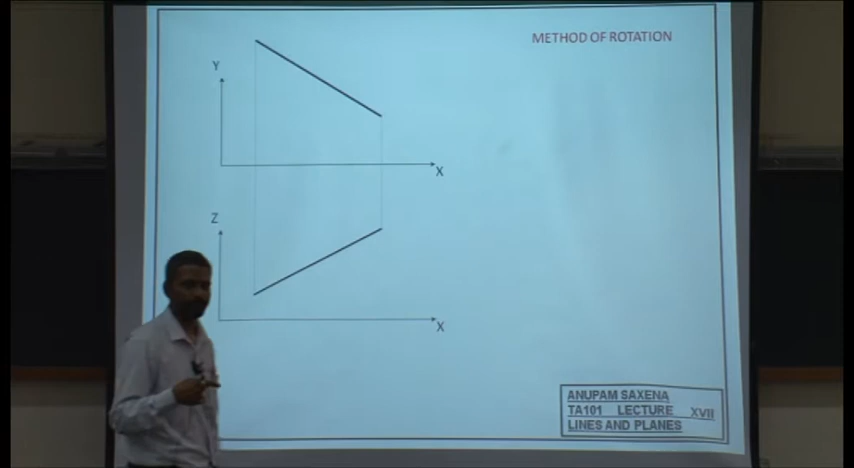 METHOD OF ROTATION
Y
X
Z
X
ANUPAM SAXENA
TA101 LECTURE XVII
LINES AND PLANES